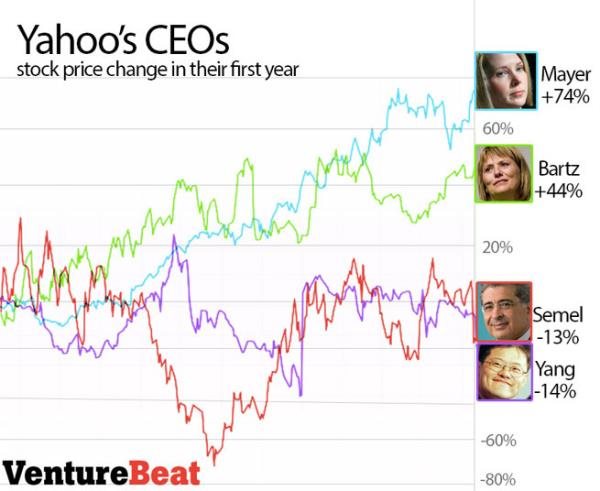 Yahoo's CEOs
stock price change in their first year
Mayer
+74%
60%
Bartz
+44%
20%
Semel
-13%
Yang
-14%
-60%
-80%
VentureBeat